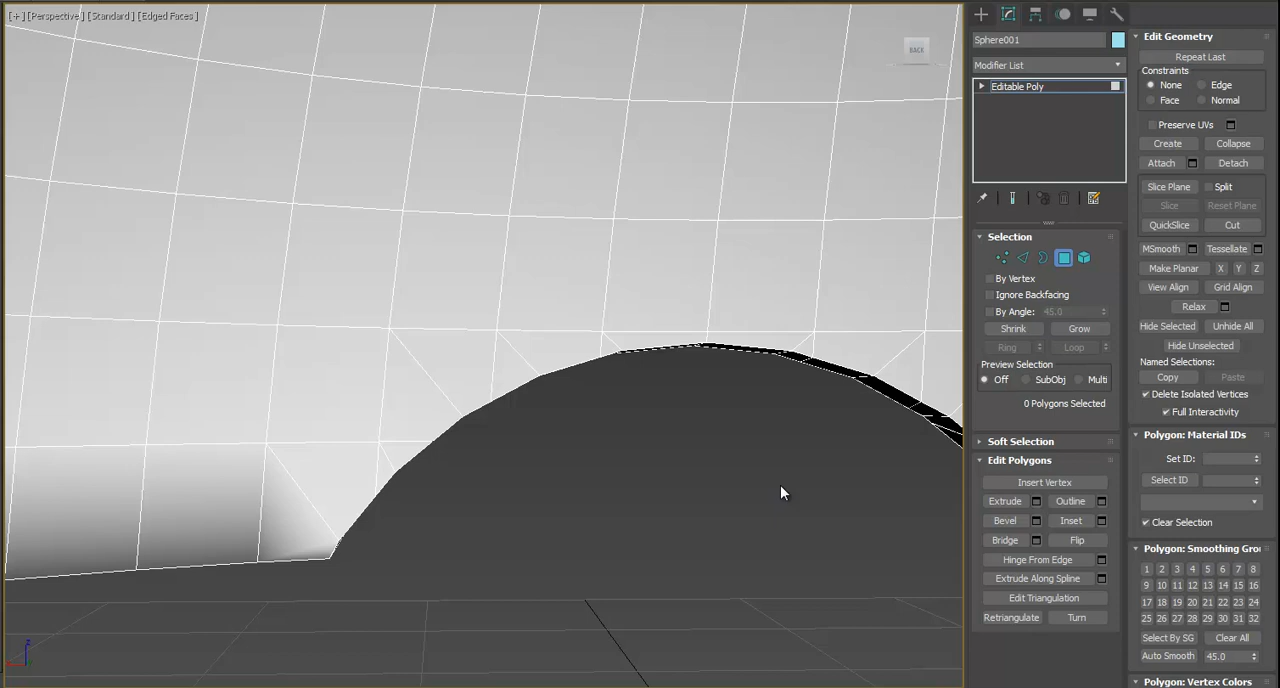 [+] [Perspective] [Standard] [Edged Faces]
BACK
z
Sphere001
Modifier List
Editable Poly
Selection
By Vertex
Ignore Backfacing
By Angle: 45.0
Shrink Grow
Ring Loop
Preview Selection
Off SubObj Multi
0 Polygons Selected
Soft Selection
Edit Polygons
Insert Vertex
Extrude Outline
Bevel Inset
Bridge Flip
Hinge From Edge
Extrude Along Spline
Edit Triangulation
Retriangulate Turn
Edit Geometry
Repeat Last
Constraints
None Edge
Face Normal
Preserve UVs
Create Collapse
Attach Detach
Slice Plane Split
Slice Reset Plane
QuickSlice Cut
MSmooth Tessellate
Make Planar X Y Z
View Align Grid Align
Relax
Hide Selected Unhide All
Hide Unselected
Named Selections:
Copy Paste
Delete Isolated Vertices
Full Interactivity
Polygon: Material IDs
Set ID:
Select ID
Clear Selection
Polygon: Smoothing Gro
1 2 3 4 5 6 7 8
9 10 11 12 13 14 15 16
17 18 19 20 21 22 23 24
25 26 27 28 29 30 31 32
Select By SG Clear All
Auto Smooth 45.0
Polygon: Vertex Colors